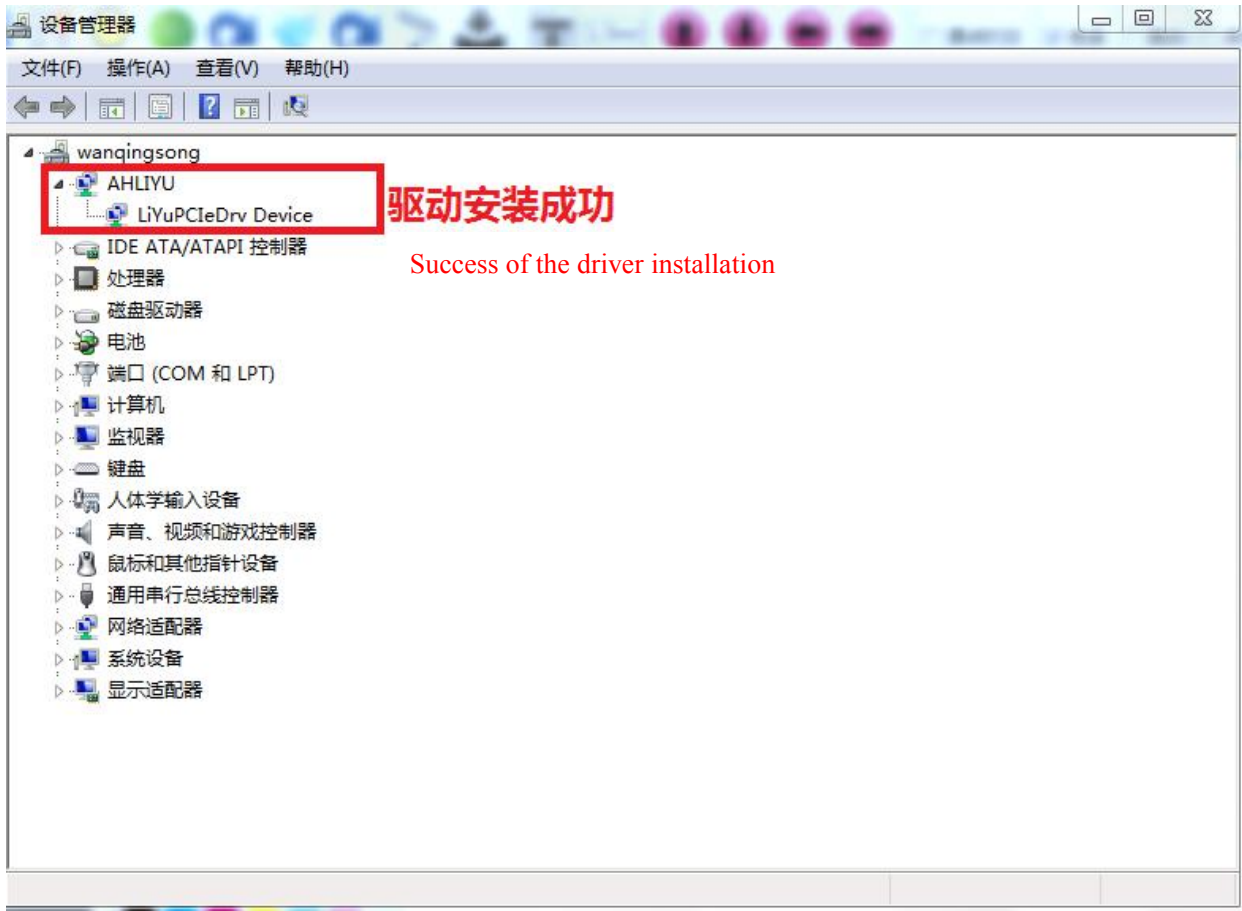 设备管理器
文件(F) 操作(A) 查看(V) 帮助(H)
wanqingsong
AHLIYU
LiYuPCIeDrv Device
驱动安装成功
IDE ATA/ATAPI 控制器
Success of the driver installation
处理器
磁盘驱动器
电池
端口 (COM 和 LPT)
计算机
监视器
键盘
人体学输入设备
声音、视频和游戏控制器
鼠标和其他指针设备
通用串行总线控制器
网络适配器
系统设备
显示适配器